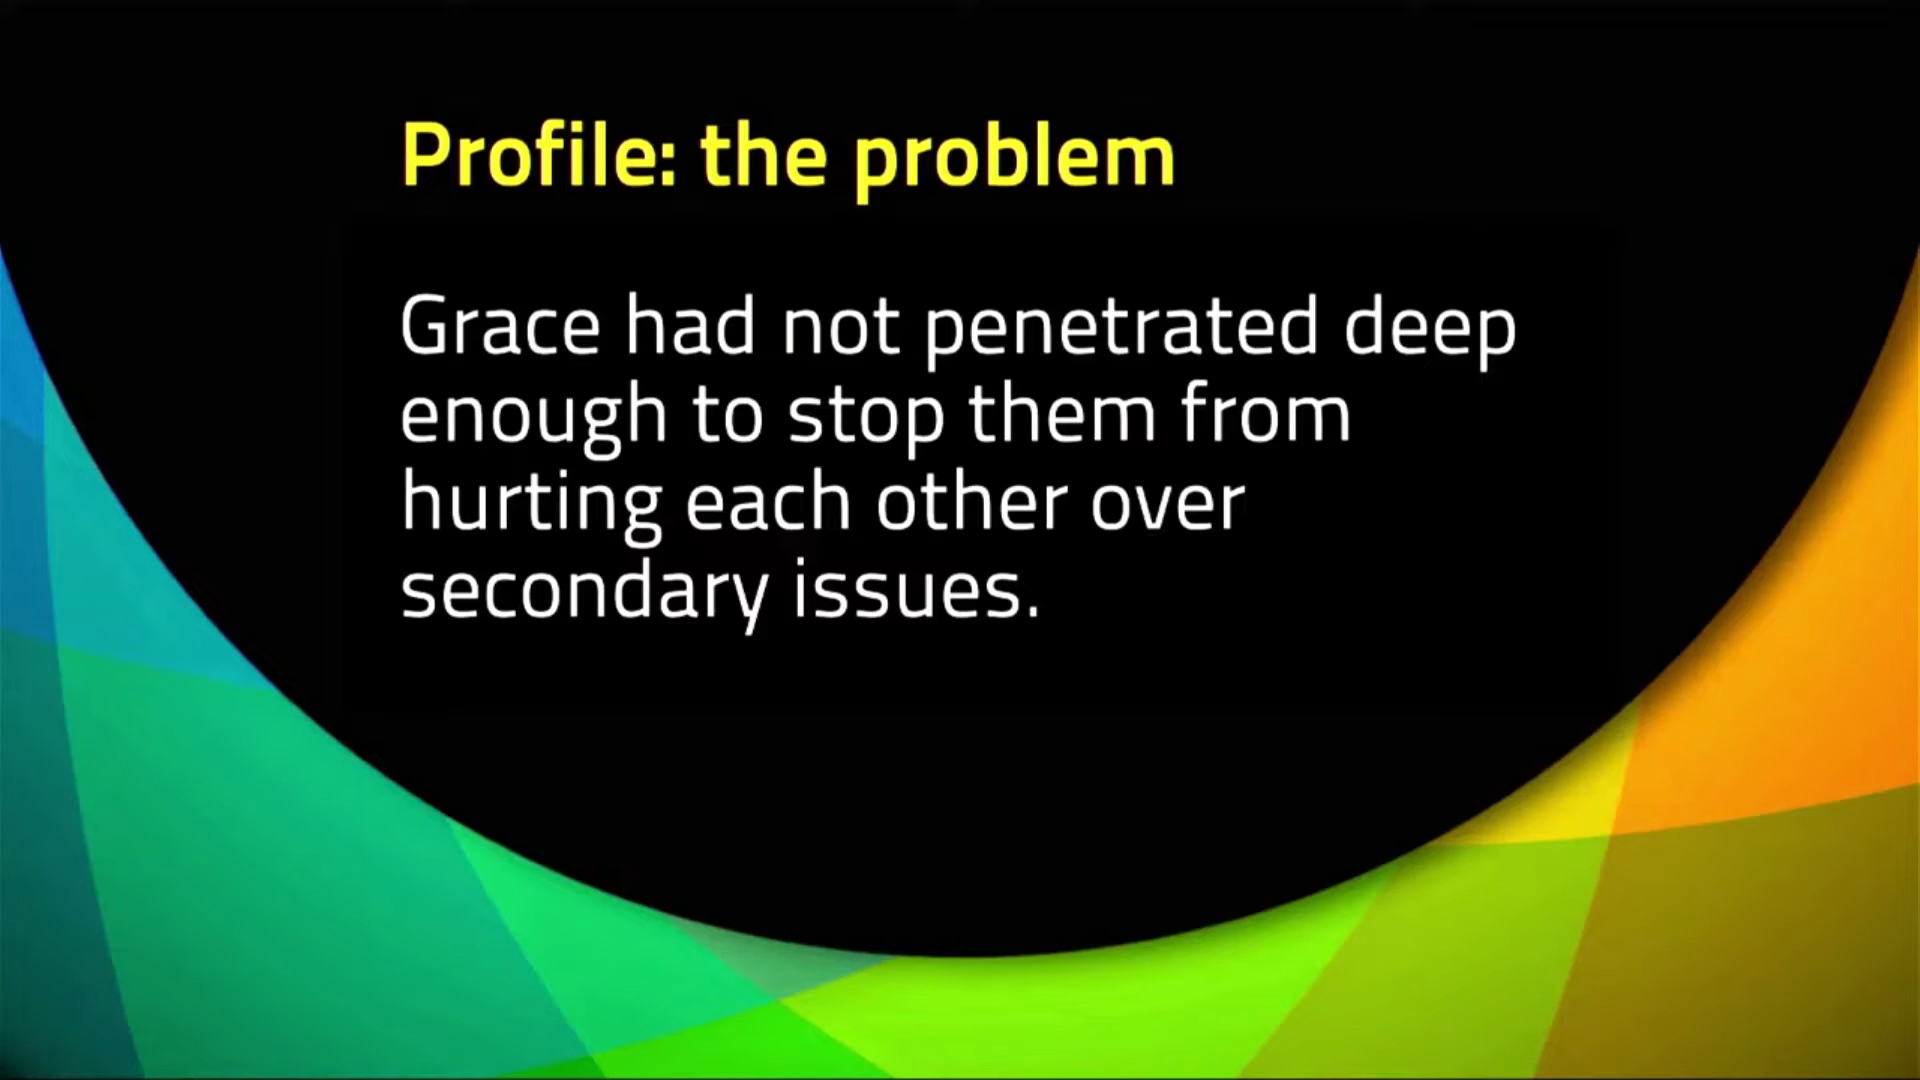 Profile: the problem
Grace had not penetrated deep
enough to stop them from
hurting each other over
secondary issues.